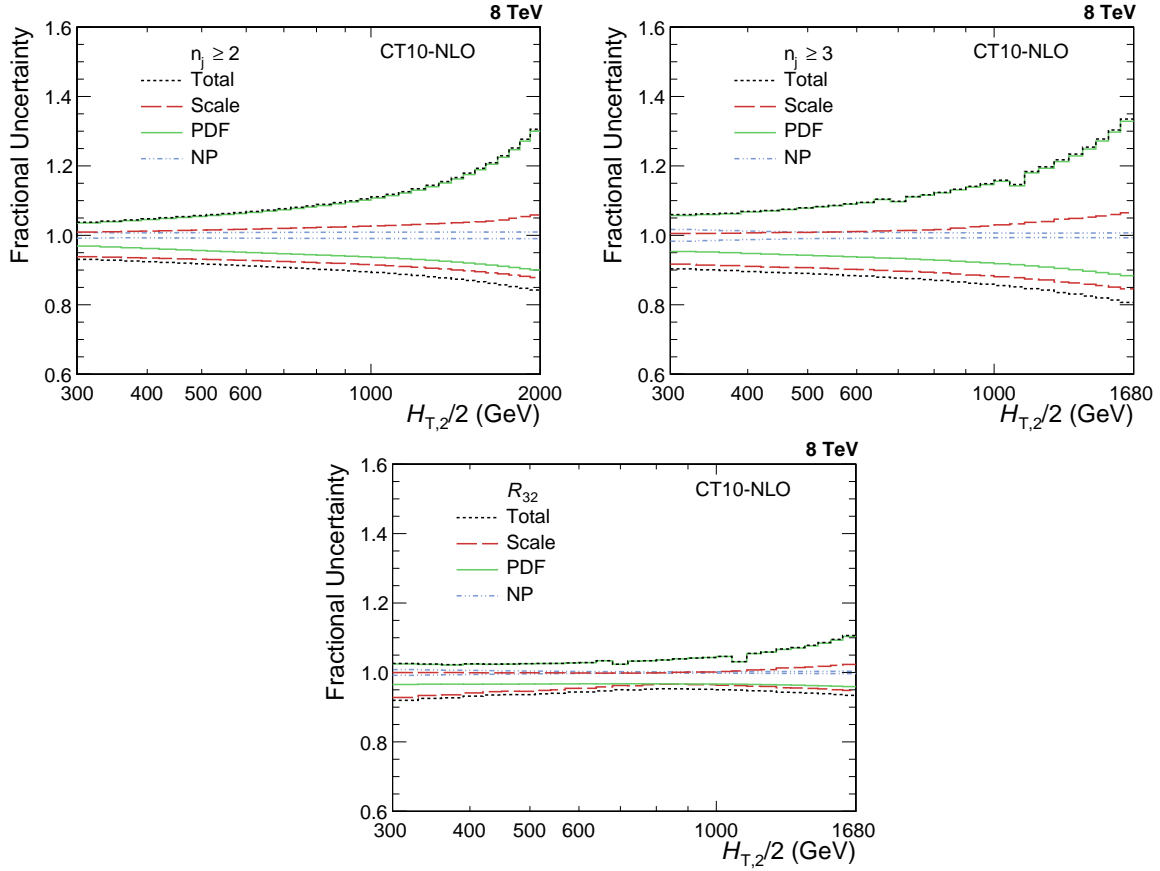 8 TeV
1.6
n_j ≥ 2
CT10-NLO
Total
Scale
PDF
NP
1.4
1.2
1.0
0.8
0.6
Fractional Uncertainty
300 400 500 600 1000 2000
H_T,2/2 (GeV)
8 TeV
1.6
n_j ≥ 3
CT10-NLO
Total
Scale
PDF
NP
1.4
1.2
1.0
0.8
0.6
Fractional Uncertainty
300 400 500 600 1000 1680
H_T,2/2 (GeV)
8 TeV
1.6
R_32
CT10-NLO
Total
Scale
PDF
NP
1.4
1.2
1.0
0.8
0.6
Fractional Uncertainty
300 400 500 600 1000 1680
H_T,2/2 (GeV)